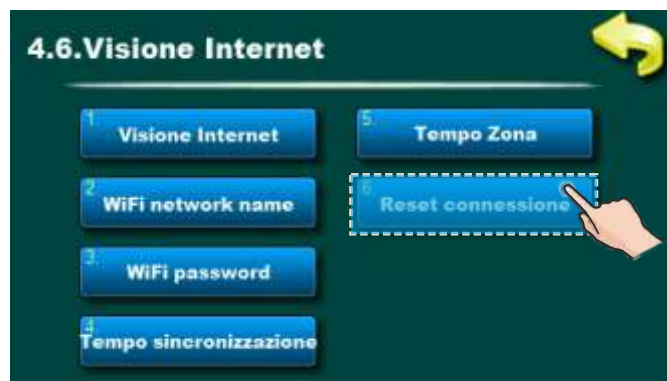 4.6.Visione Internet
1.
Visione Internet
2
WiFi network name
3.
WiFi password
4
Tempo sincronizzazione
5.
Tempo Zona
6
Reset connessione